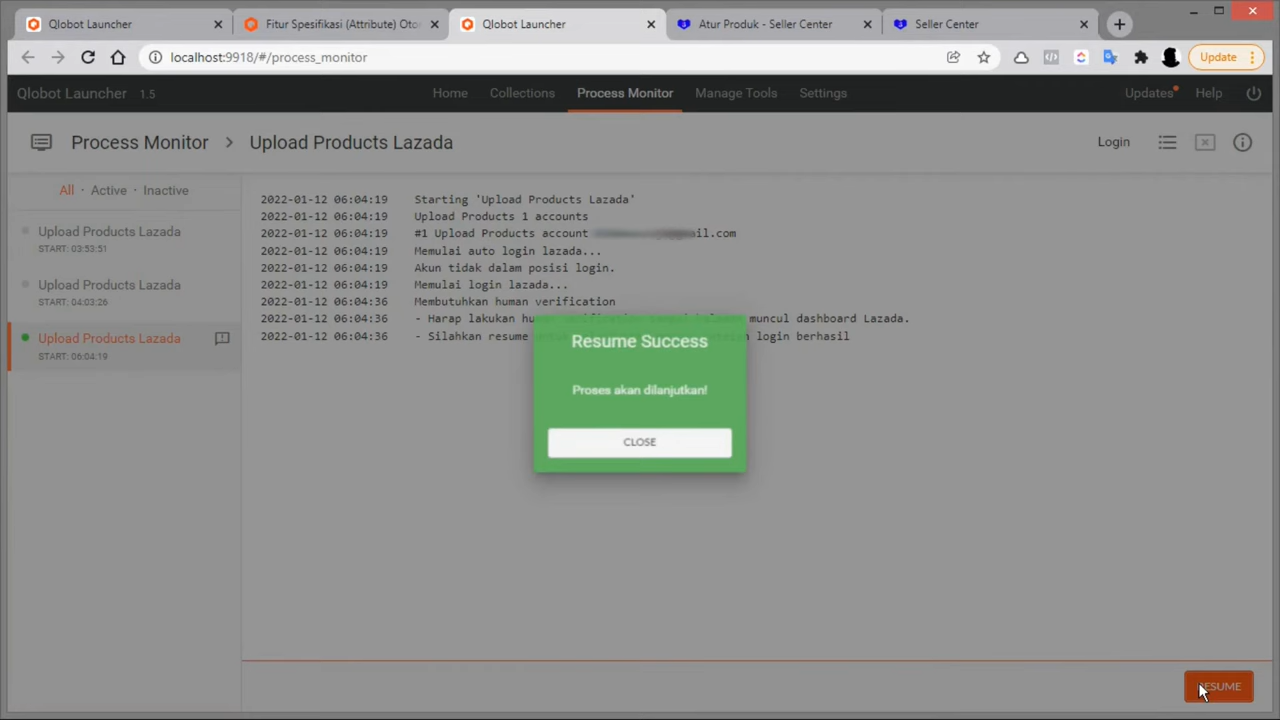 Qlobot Launcher
Fitur Spesifikasi (Attribute) Oto
Qlobot Launcher
Atur Produk - Seller Center
Seller Center
localhost:9918/#/process_monitor
Update
Qlobot Launcher 1.5
Home
Collections
Process Monitor
Manage Tools
Settings
Updates
Help
Process Monitor > Upload Products Lazada
Login
All · Active · Inactive
Upload Products Lazada
START: 03:53:51
Upload Products Lazada
START: 04:03:26
Upload Products Lazada
START: 06:04:19
2022-01-12 06:04:19 Starting 'Upload Products Lazada'
2022-01-12 06:04:19 Upload Products 1 accounts
2022-01-12 06:04:19 #1 Upload Products account il.com
2022-01-12 06:04:19 Memulai auto login lazada...
2022-01-12 06:04:19 Akun tidak dalam posisi login.
2022-01-12 06:04:19 Memulai login lazada...
2022-01-12 06:04:36 Membutuhkan human verification
2022-01-12 06:04:36 - Harap lakukan muncul dashboard Lazada.
2022-01-12 06:04:36 - Silahkan resume login berhasil
Resume Success
Proses akan dilanjutkan!
CLOSE
RESUME